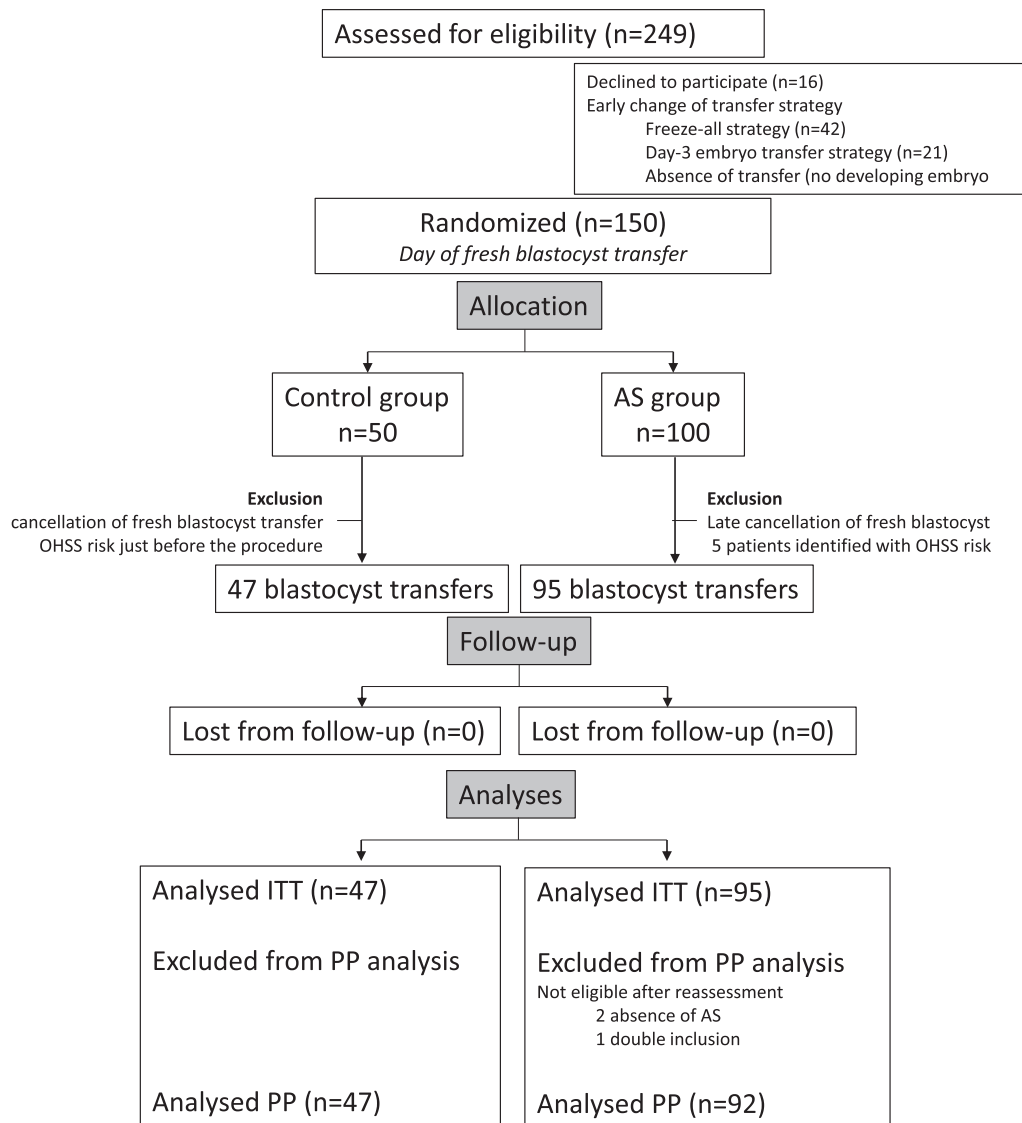 Assessed for eligibility (n=249)
Declined to participate (n=16)
Early change of transfer strategy
Freeze-all strategy (n=42)
Day-3 embryo transfer strategy (n=21)
Absence of transfer (no developing embryo
Randomized (n=150)
Day of fresh blastocyst transfer
Allocation
Control group
n=50
AS group
n=100
Exclusion
cancellation of fresh blastocyst transfer
OHSS risk just before the procedure
Exclusion
Late cancellation of fresh blastocyst
5 patients identified with OHSS risk
47 blastocyst transfers
95 blastocyst transfers
Follow-up
Lost from follow-up (n=0)
Lost from follow-up (n=0)
Analyses
Analysed ITT (n=47)
Excluded from PP analysis
Analysed PP (n=47)
Analysed ITT (n=95)
Excluded from PP analysis
Not eligible after reassessment
2 absence of AS
1 double inclusion
Analysed PP (n=92)